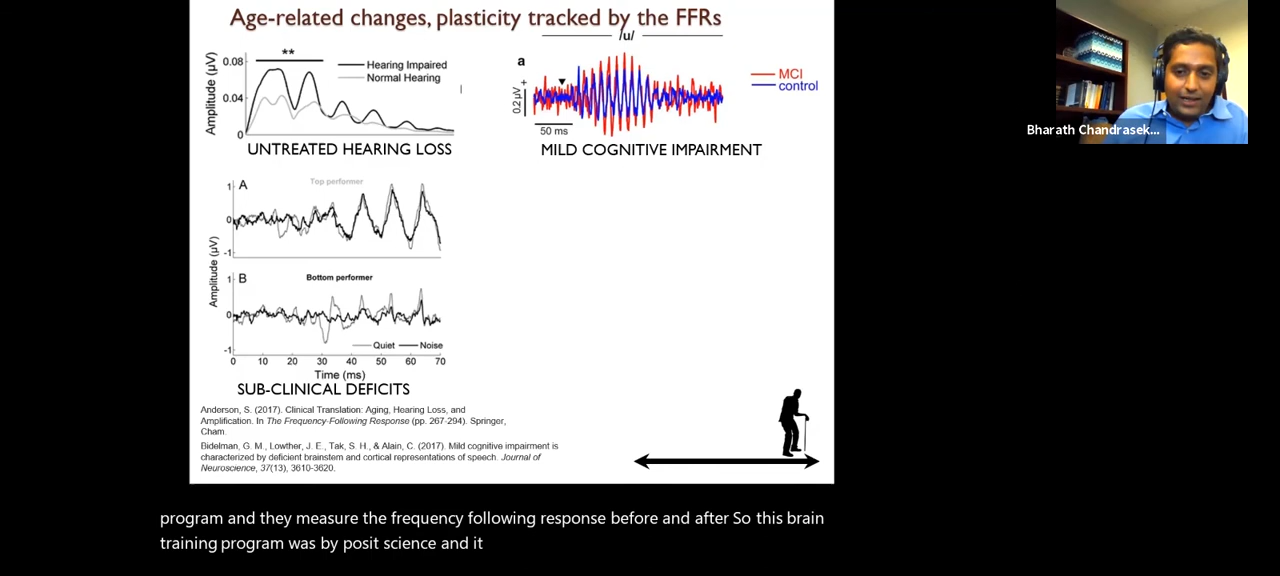 Age-related changes, plasticity tracked by the FFRs
/u/
**
0.08
0.04
0
Amplitude (µV)
Hearing Impaired
Normal Hearing
UNTREATED HEARING LOSS
a
0.2 µV
+
50 ms
MCI
control
MILD COGNITIVE IMPAIRMENT
A
Top performer
1
0
-1
B
Bottom performer
1
0
-1
Amplitude (µV)
Quiet
Noise
0 10 20 30 40 50 60 70
Time (ms)
SUB-CLINICAL DEFICITS
Anderson, S. (2017). Clinical Translation: Aging, Hearing Loss, and
Amplification. In The Frequency-Following Response (pp. 267-294). Springer,
Cham.
Bidelman, G. M., Lowther, J. E., Tak, S. H., & Alain, C. (2017). Mild cognitive impairment is
characterized by deficient brainstem and cortical representations of speech. Journal of
Neuroscience, 37(13), 3610-3620.
Bharath Chandrasek...
program and they measure the frequency following response before and after So this brain
training program was by posit science and it